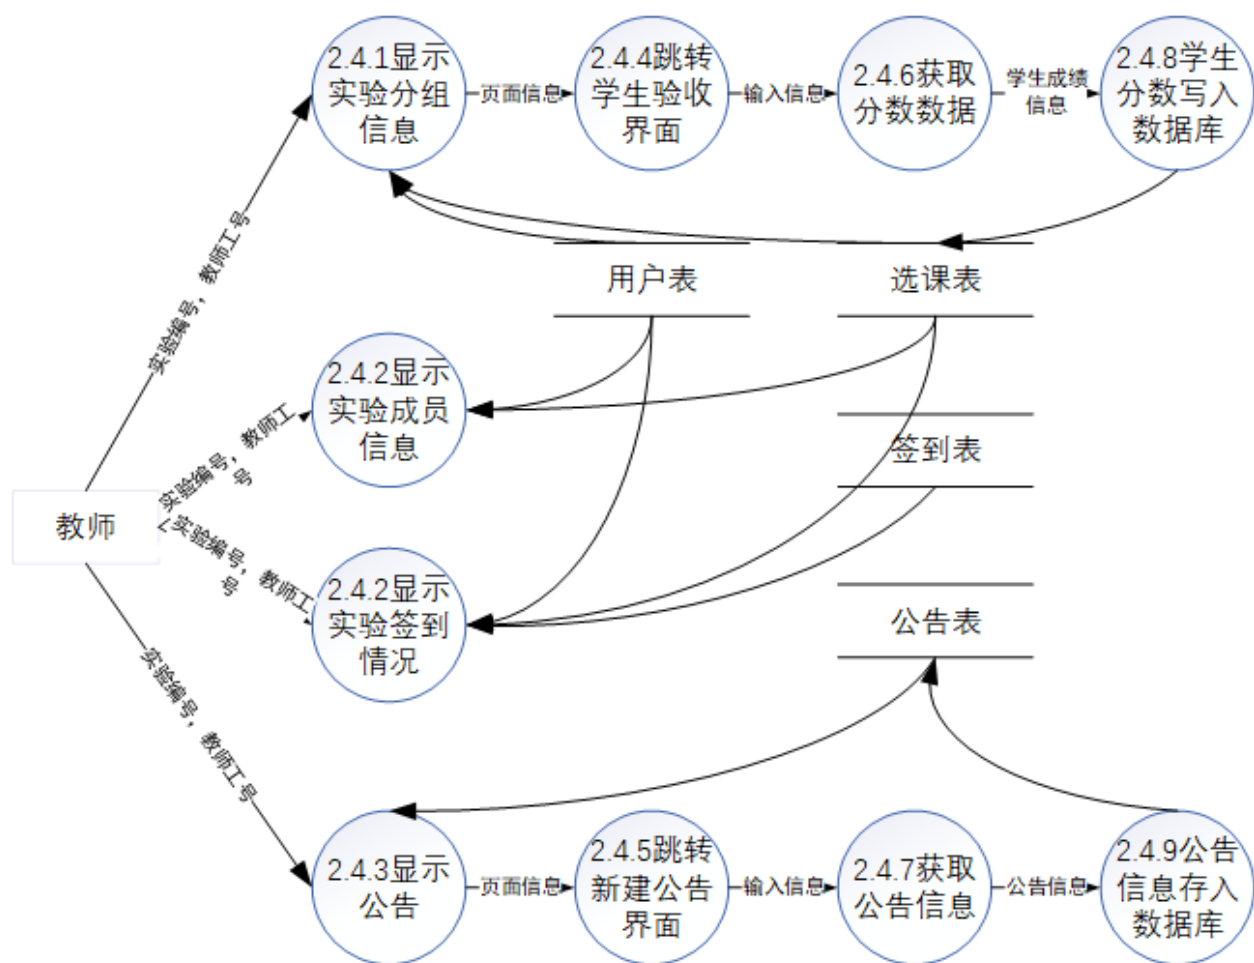 2.4.1显示
实验分组
信息
页面信息
2.4.4跳转
学生验收
界面
输入信息
2.4.6获取
分数数据
学生成绩
信息
2.4.8学生
分数写入
数据库
实验编号，教师工号
用户表
选课表
2.4.2显示
实验成员
信息
实验编号，教师工
号
签到表
教师
实验编号，教师工
号
2.4.2显示
实验签到
情况
公告表
实验编号，教师工号
2.4.3显示
公告
页面信息
2.4.5跳转
新建公告
界面
输入信息
2.4.7获取
公告信息
公告信息
2.4.9公告
信息存入
数据库